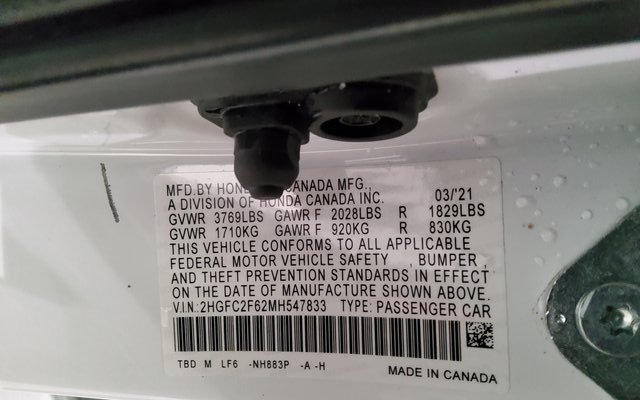 MFD.BY HONDA CANADA MFG.,
A DIVISION OF HONDA CANADA INC. 03/'21
GVWR 3769LBS GAWR F 2028LBS R 1829LBS
GVWR 1710KG GAWR F 920KG R 830KG
THIS VEHICLE CONFORMS TO ALL APPLICABLE
FEDERAL MOTOR VEHICLE SAFETY , BUMPER ,
AND THEFT PREVENTION STANDARDS IN EFFECT
ON THE DATE OF MANUFACTURE SHOWN ABOVE.
V.I.N.:2HGFC2F62MH547833 TYPE: PASSENGER CAR
TBD M LF6 -NH883P -A -H
MADE IN CANADA